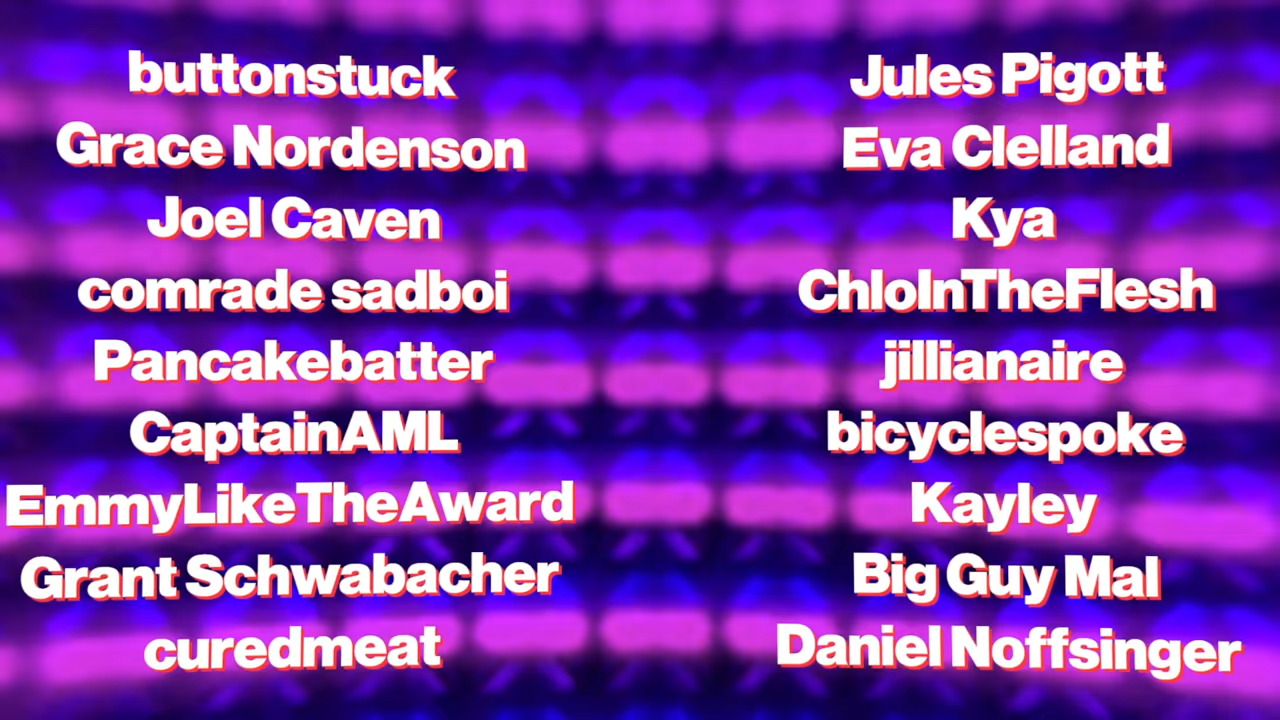 buttonstuck
Grace Nordenson
Joel Caven
comrade sadboi
Pancakebatter
CaptainAML
EmmyLikeTheAward
Grant Schwabacher
curedmeat
Jules Pigott
Eva Clelland
Kya
ChloInTheFlesh
jillianaire
bicyclespoke
Kayley
Big Guy Mal
Daniel Noffsinger